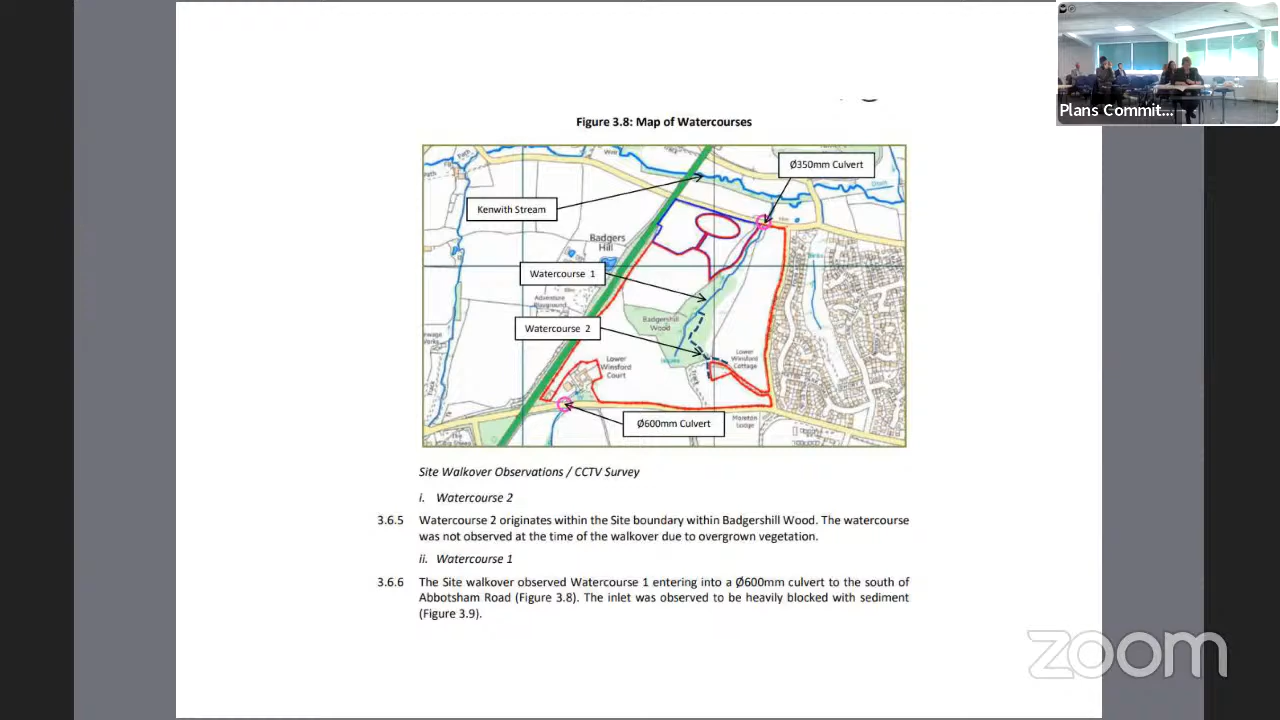 Plans Commit...
Figure 3.8: Map of Watercourses
Ø350mm Culvert
Kenwith Stream
Badgers
Hill
Watercourse 1
Adventure
Playground
Watercourse 2
Badgershill
Wood
Lower
Winsford
Court
Lower
Winsford
Cottage
Track
Ø600mm Culvert
Moreton
Lodge
Site Walkover Observations / CCTV Survey
i. Watercourse 2
3.6.5 Watercourse 2 originates within the Site boundary within Badgershill Wood. The watercourse
was not observed at the time of the walkover due to overgrown vegetation.
ii. Watercourse 1
3.6.6 The Site walkover observed Watercourse 1 entering into a Ø600mm culvert to the south of
Abbotsham Road (Figure 3.8). The inlet was observed to be heavily blocked with sediment
(Figure 3.9).
zoom